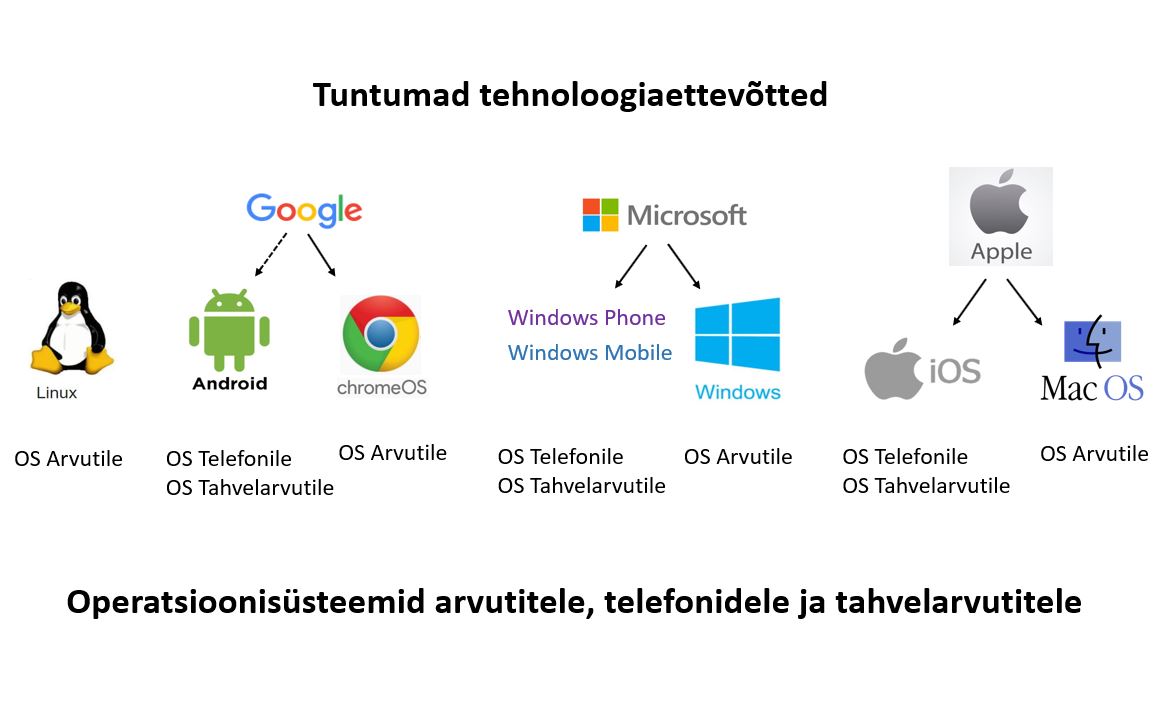 Tuntumad tehnoloogiaettevõtted
Google
Microsoft
Apple
Linux
Android
chromeOS
Windows Phone
Windows Mobile
Windows
iOS
Mac OS
OS Arvutile
OS Telefonile
OS Tahvelarvutile
OS Arvutile
OS Telefonile
OS Tahvelarvutile
OS Arvutile
OS Telefonile
OS Tahvelarvutile
OS Arvutile
Operatsioonisüsteemid arvutitele, telefonidele ja tahvelarvutitele